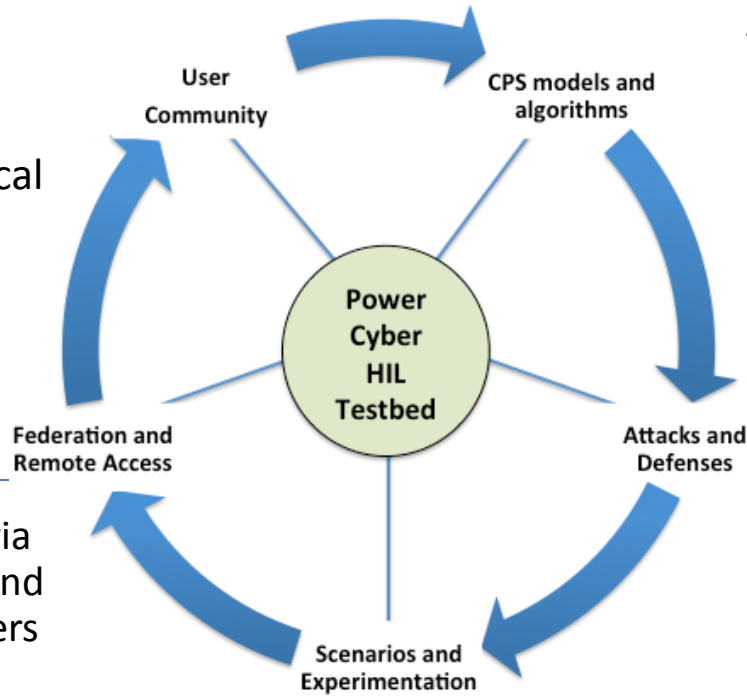 User
Community
CPS models and
algorithms
Power
Cyber
HIL
Testbed
Federation and
Remote Access
Attacks and
Defenses
Scenarios and
Experimentation